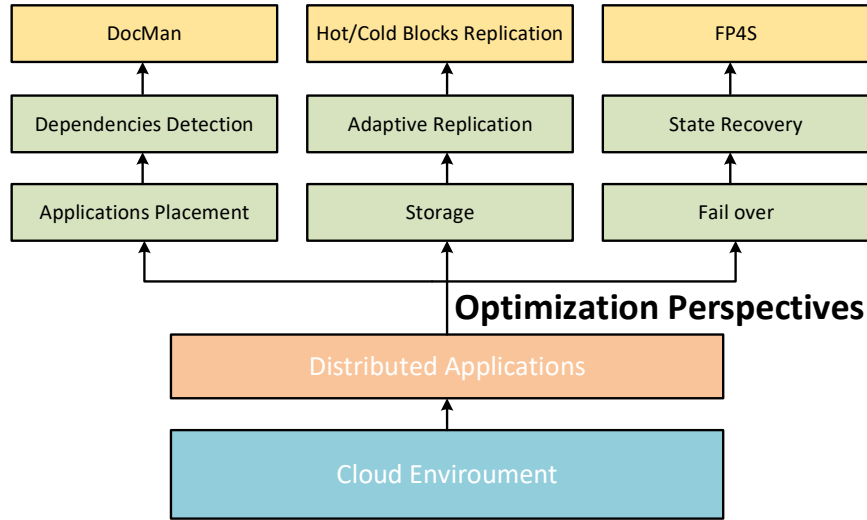 DocMan
Hot/Cold Blocks Replication
FP4S
Dependencies Detection
Adaptive Replication
State Recovery
Applications Placement
Storage
Fail over
Optimization Perspectives
Distributed Applications
Cloud Enviroument